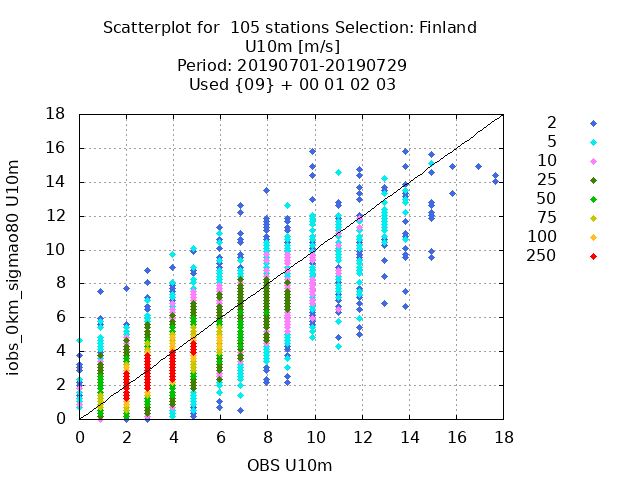 Scatterplot for  105 stations Selection: Finland
U10m [m/s]
Period: 20190701-20190729
Used {09} + 00 01 02 03
iobs_0km_sigmao80 U10m
18
16
14
12
10
8
6
4
2
0
0 2 4 6 8 10 12 14 16 18
OBS U10m
2
5
10
25
50
75
100
250